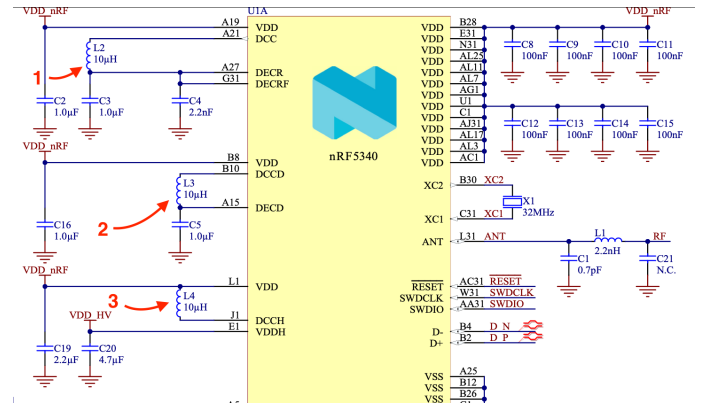 U1A
VDD_nRF
A19 VDD
A21 DCC
L2
10µH
1
A27 DECR
G31 DECRF
C2
1.0µF
C3
1.0µF
C4
2.2nF
VDD_nRF
B8 VDD
B10 DCCD
L3
10µH
2
A15 DECD
C16
1.0µF
C5
1.0µF
VDD_nRF
L1 VDD
L4
10µH
3
VDD_HV
J1 DCCH
E1 VDDH
C19
2.2µF
C20
4.7µF
nRF5340
VDD_nRF
VDD B28
VDD E31
VDD N31
VDD AL25
VDD AL11
VDD AL7
VDD AG1
VDD U1
VDD C1
VDD AJ31
VDD AL17
VDD AL3
VDD AC1
C8
100nF
C9
100nF
C10
100nF
C11
100nF
C12
100nF
C13
100nF
C14
100nF
C15
100nF
XC2 B30 XC2
X1
32MHz
XC1 C31 XC1
ANT L31 ANT
L1
2.2nH
RF
C1
0.7pF
C21
N.C.
RESET AC31 RESET
SWDCLK W31 SWDCLK
SWDIO AA31 SWDIO
D- B4 D_N
D+ B2 D_P
VSS A25
VSS B12
VSS B26